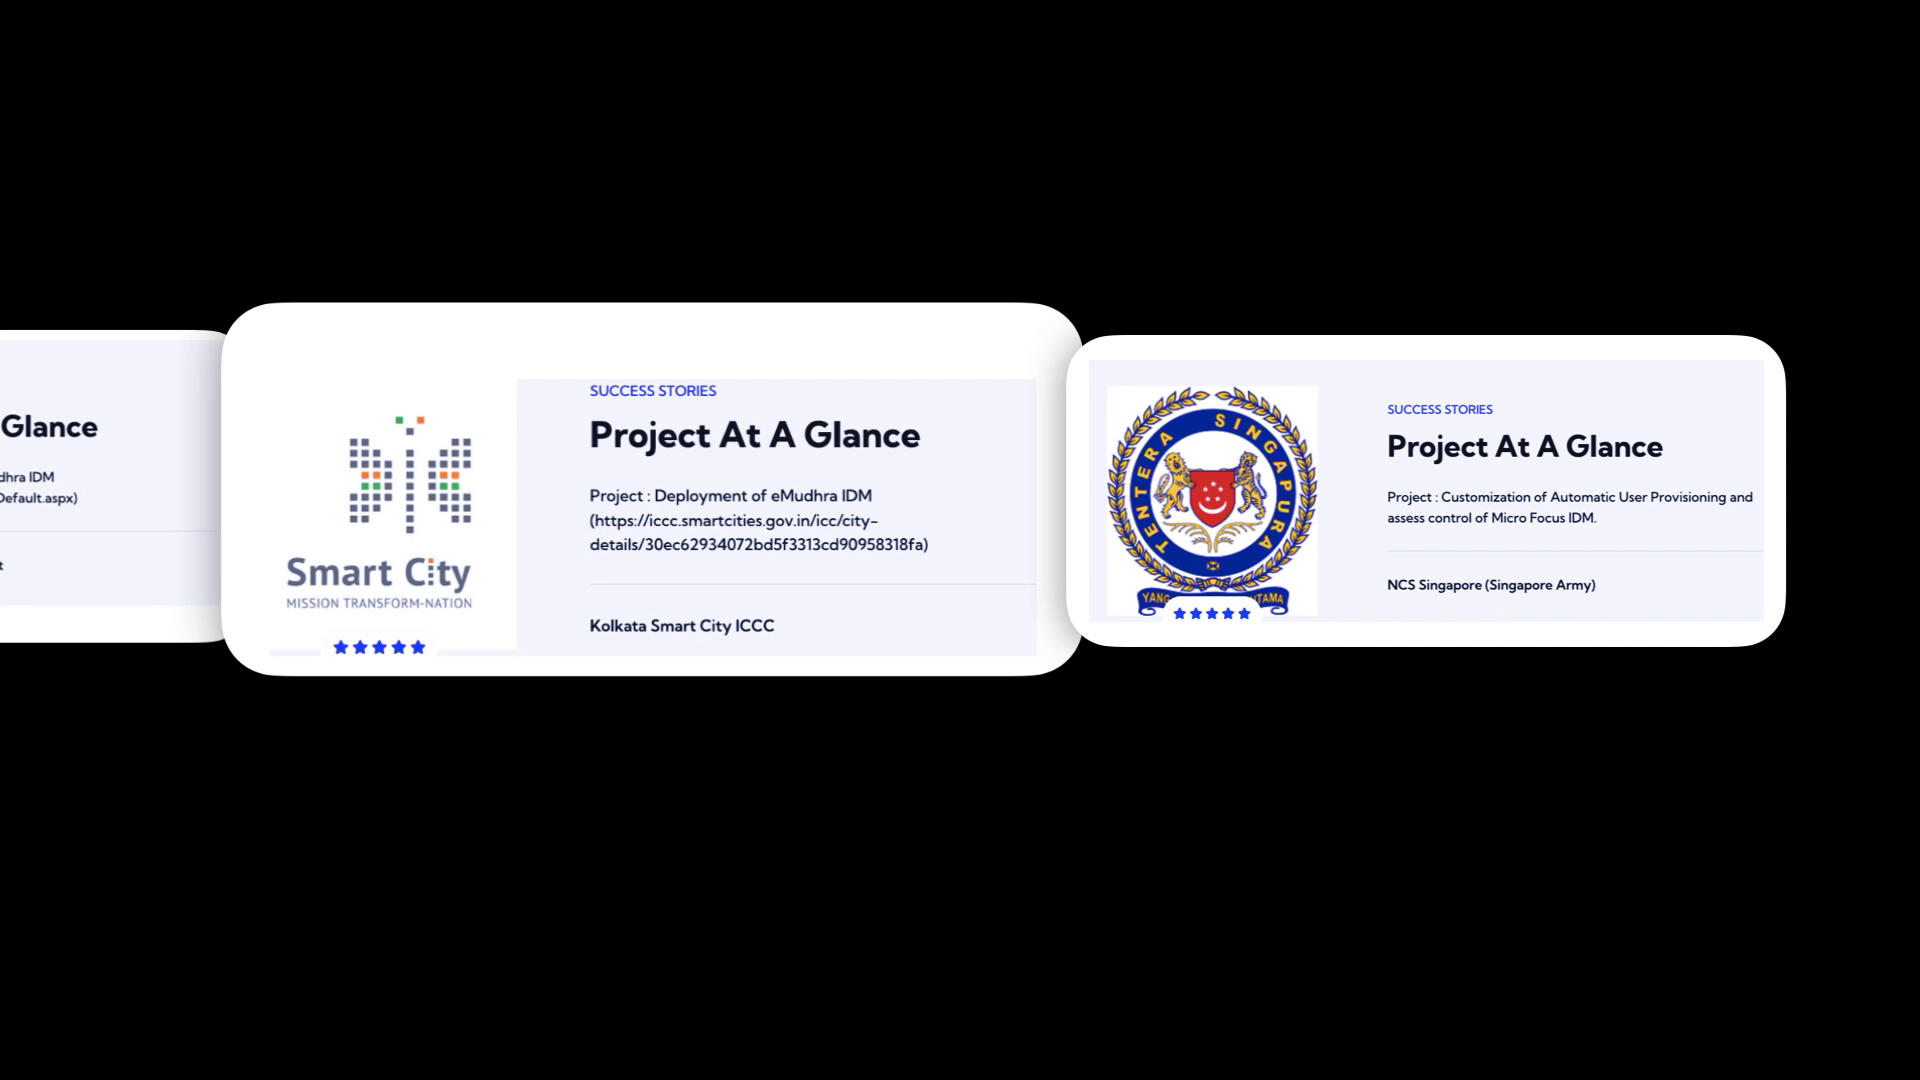 Glance
dhra IDM
Default.aspx)
t
Smart City
MISSION TRANSFORM-NATION
SUCCESS STORIES
Project At A Glance
Project : Deployment of eMudhra IDM
(https://iccc.smartcities.gov.in/icc/city-
details/30ec62934072bd5f3313cd90958318fa)
Kolkata Smart City ICCC
TENTERA SINGAPURA
YANG
UTAMA
SUCCESS STORIES
Project At A Glance
Project : Customization of Automatic User Provisioning and
assess control of Micro Focus IDM.
NCS Singapore (Singapore Army)